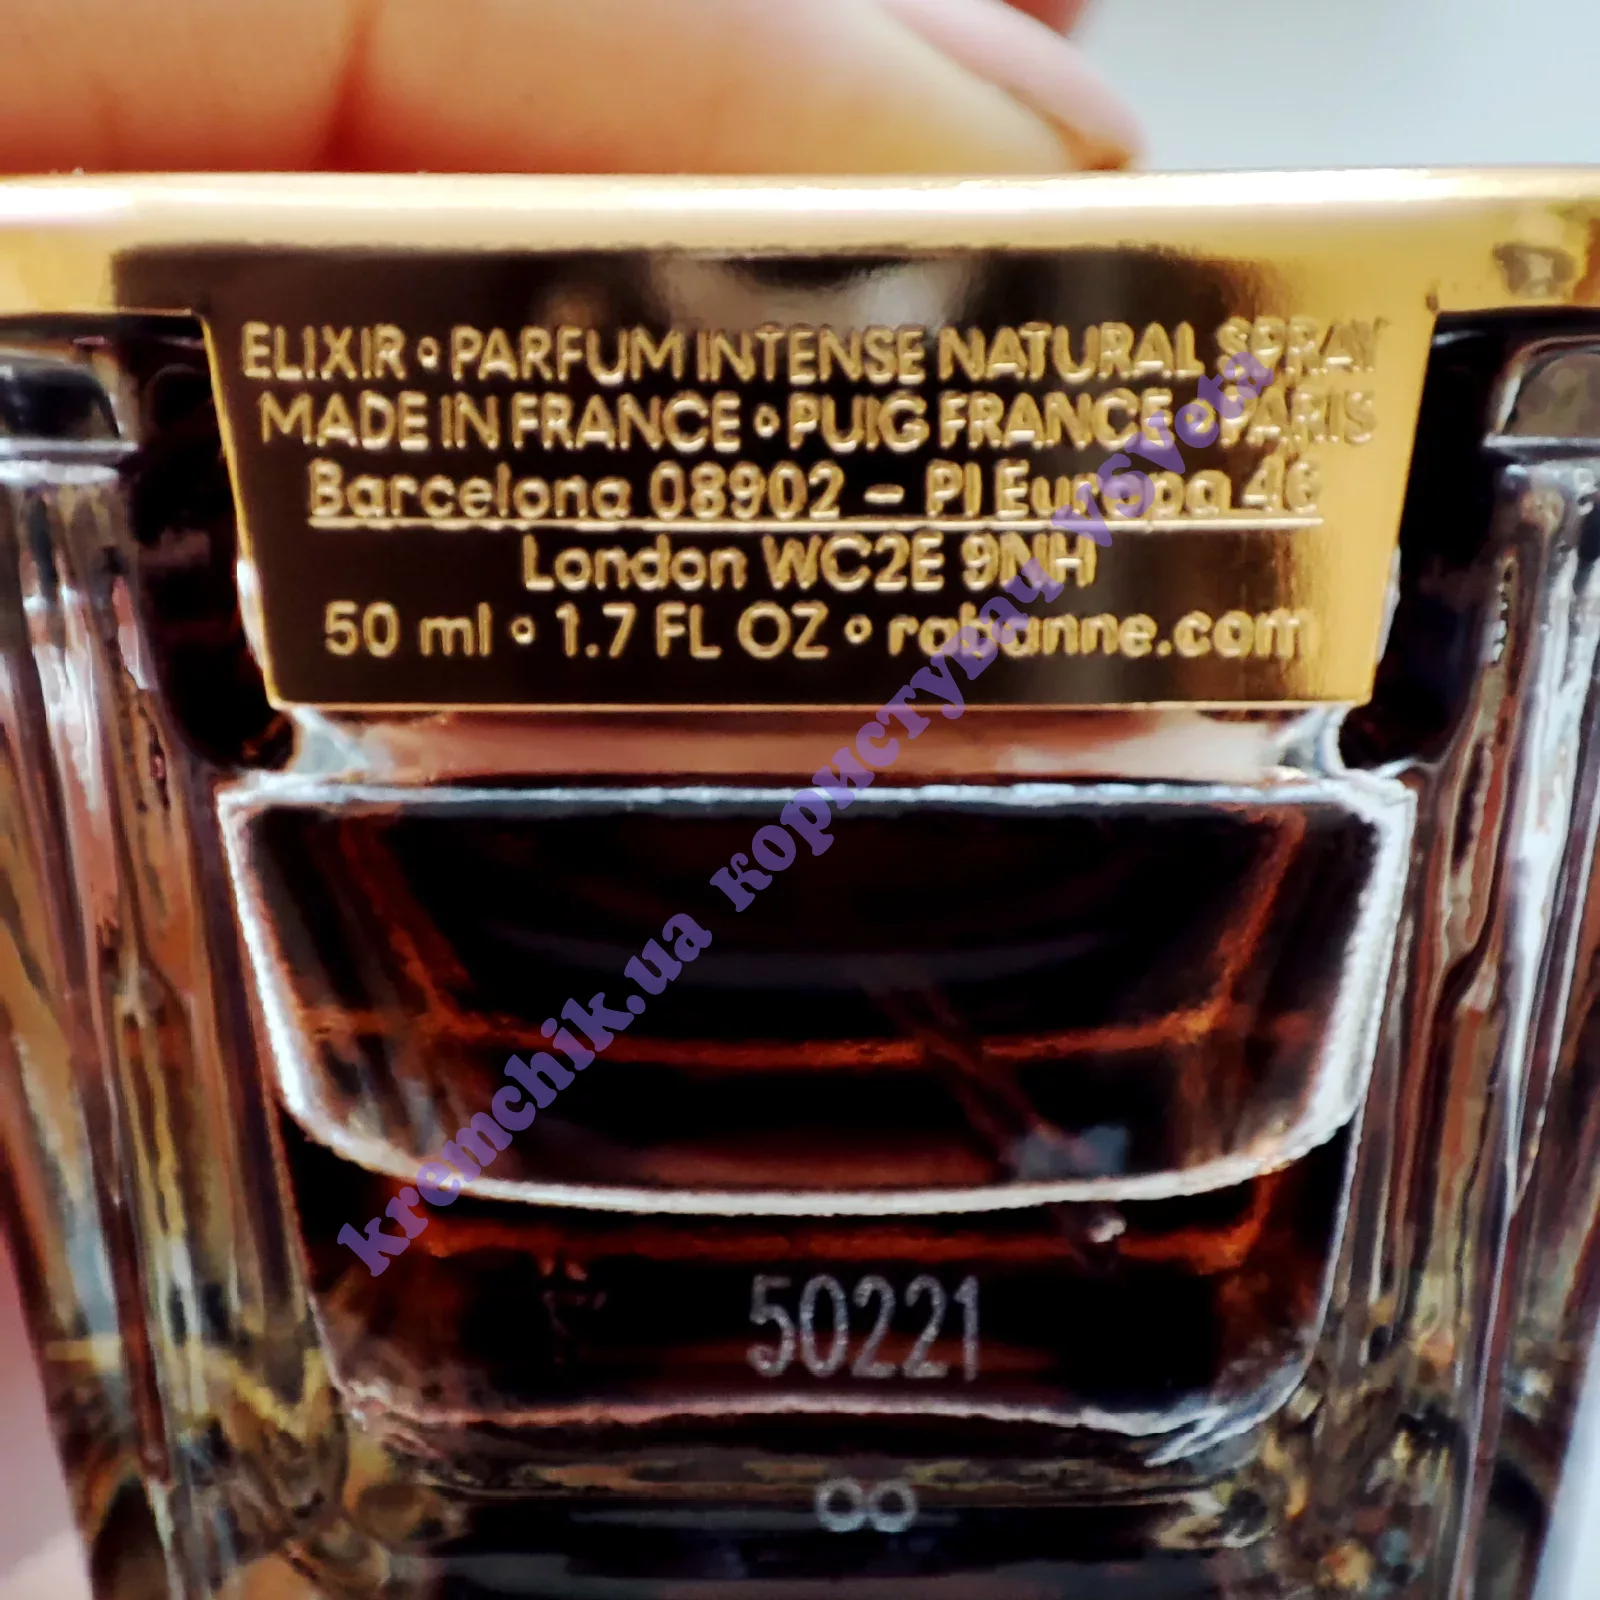 ELIXIR • PARFUM INTENSE NATURAL SPRAY
MADE IN FRANCE • PUIG FRANCE • PARIS
Barcelona 08902 – Pl Europa 46
London WC2E 9NH
50 ml • 1.7 FL OZ • rabanne.com
kremchik.ua користувач vsveta
50221
8